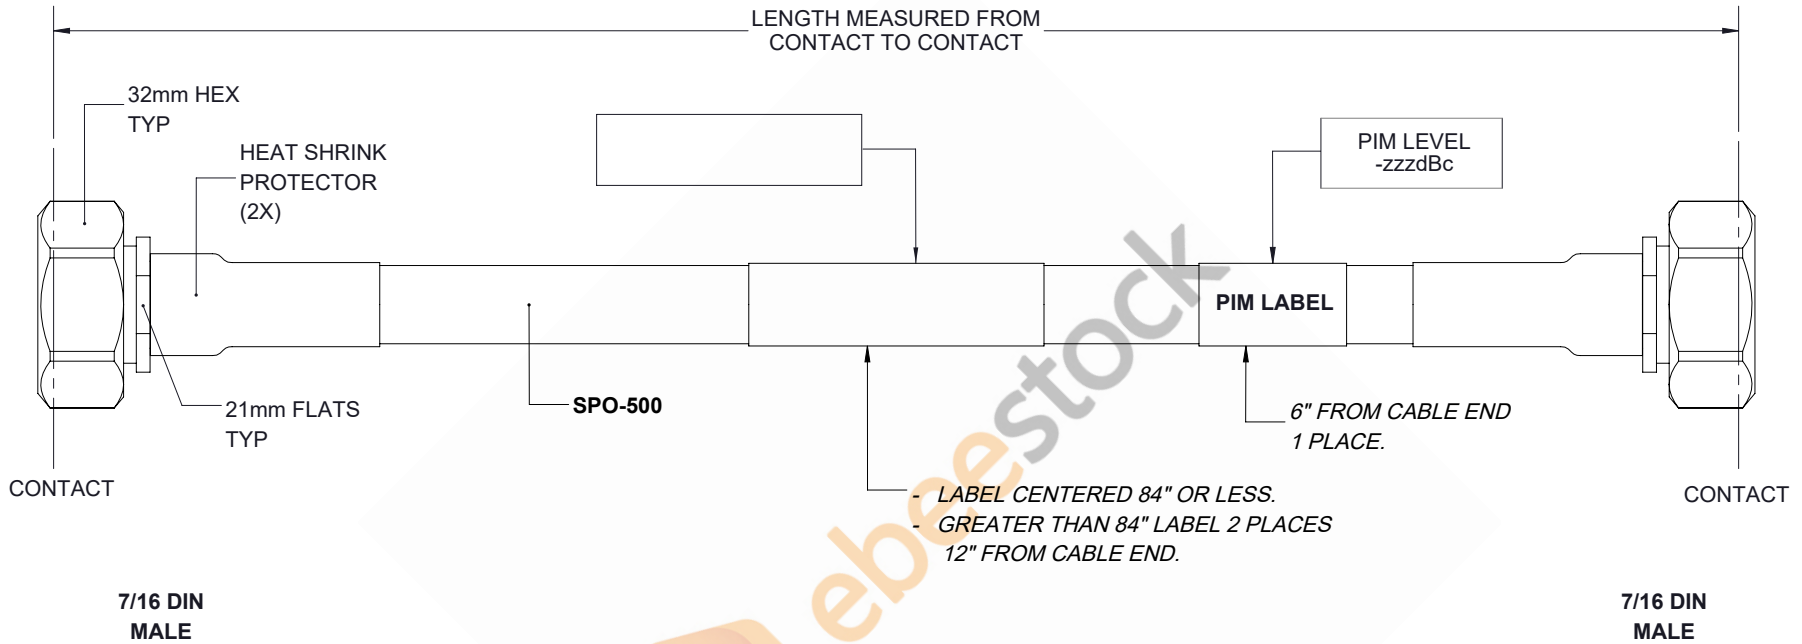 LENGTH MEASURED FROM
CONTACT TO CONTACT
32mm HEX
TYP
HEAT SHRINK
PROTECTOR
(2X)
PIM LEVEL
-zzzdBc
PIM LABEL
21mm FLATS
TYP
SPO-500
6" FROM CABLE END
1 PLACE.
CONTACT
CONTACT
- LABEL CENTERED 84" OR LESS.
- GREATER THAN 84" LABEL 2 PLACES
12" FROM CABLE END.
7/16 DIN
MALE
7/16 DIN
MALE
ebeestock